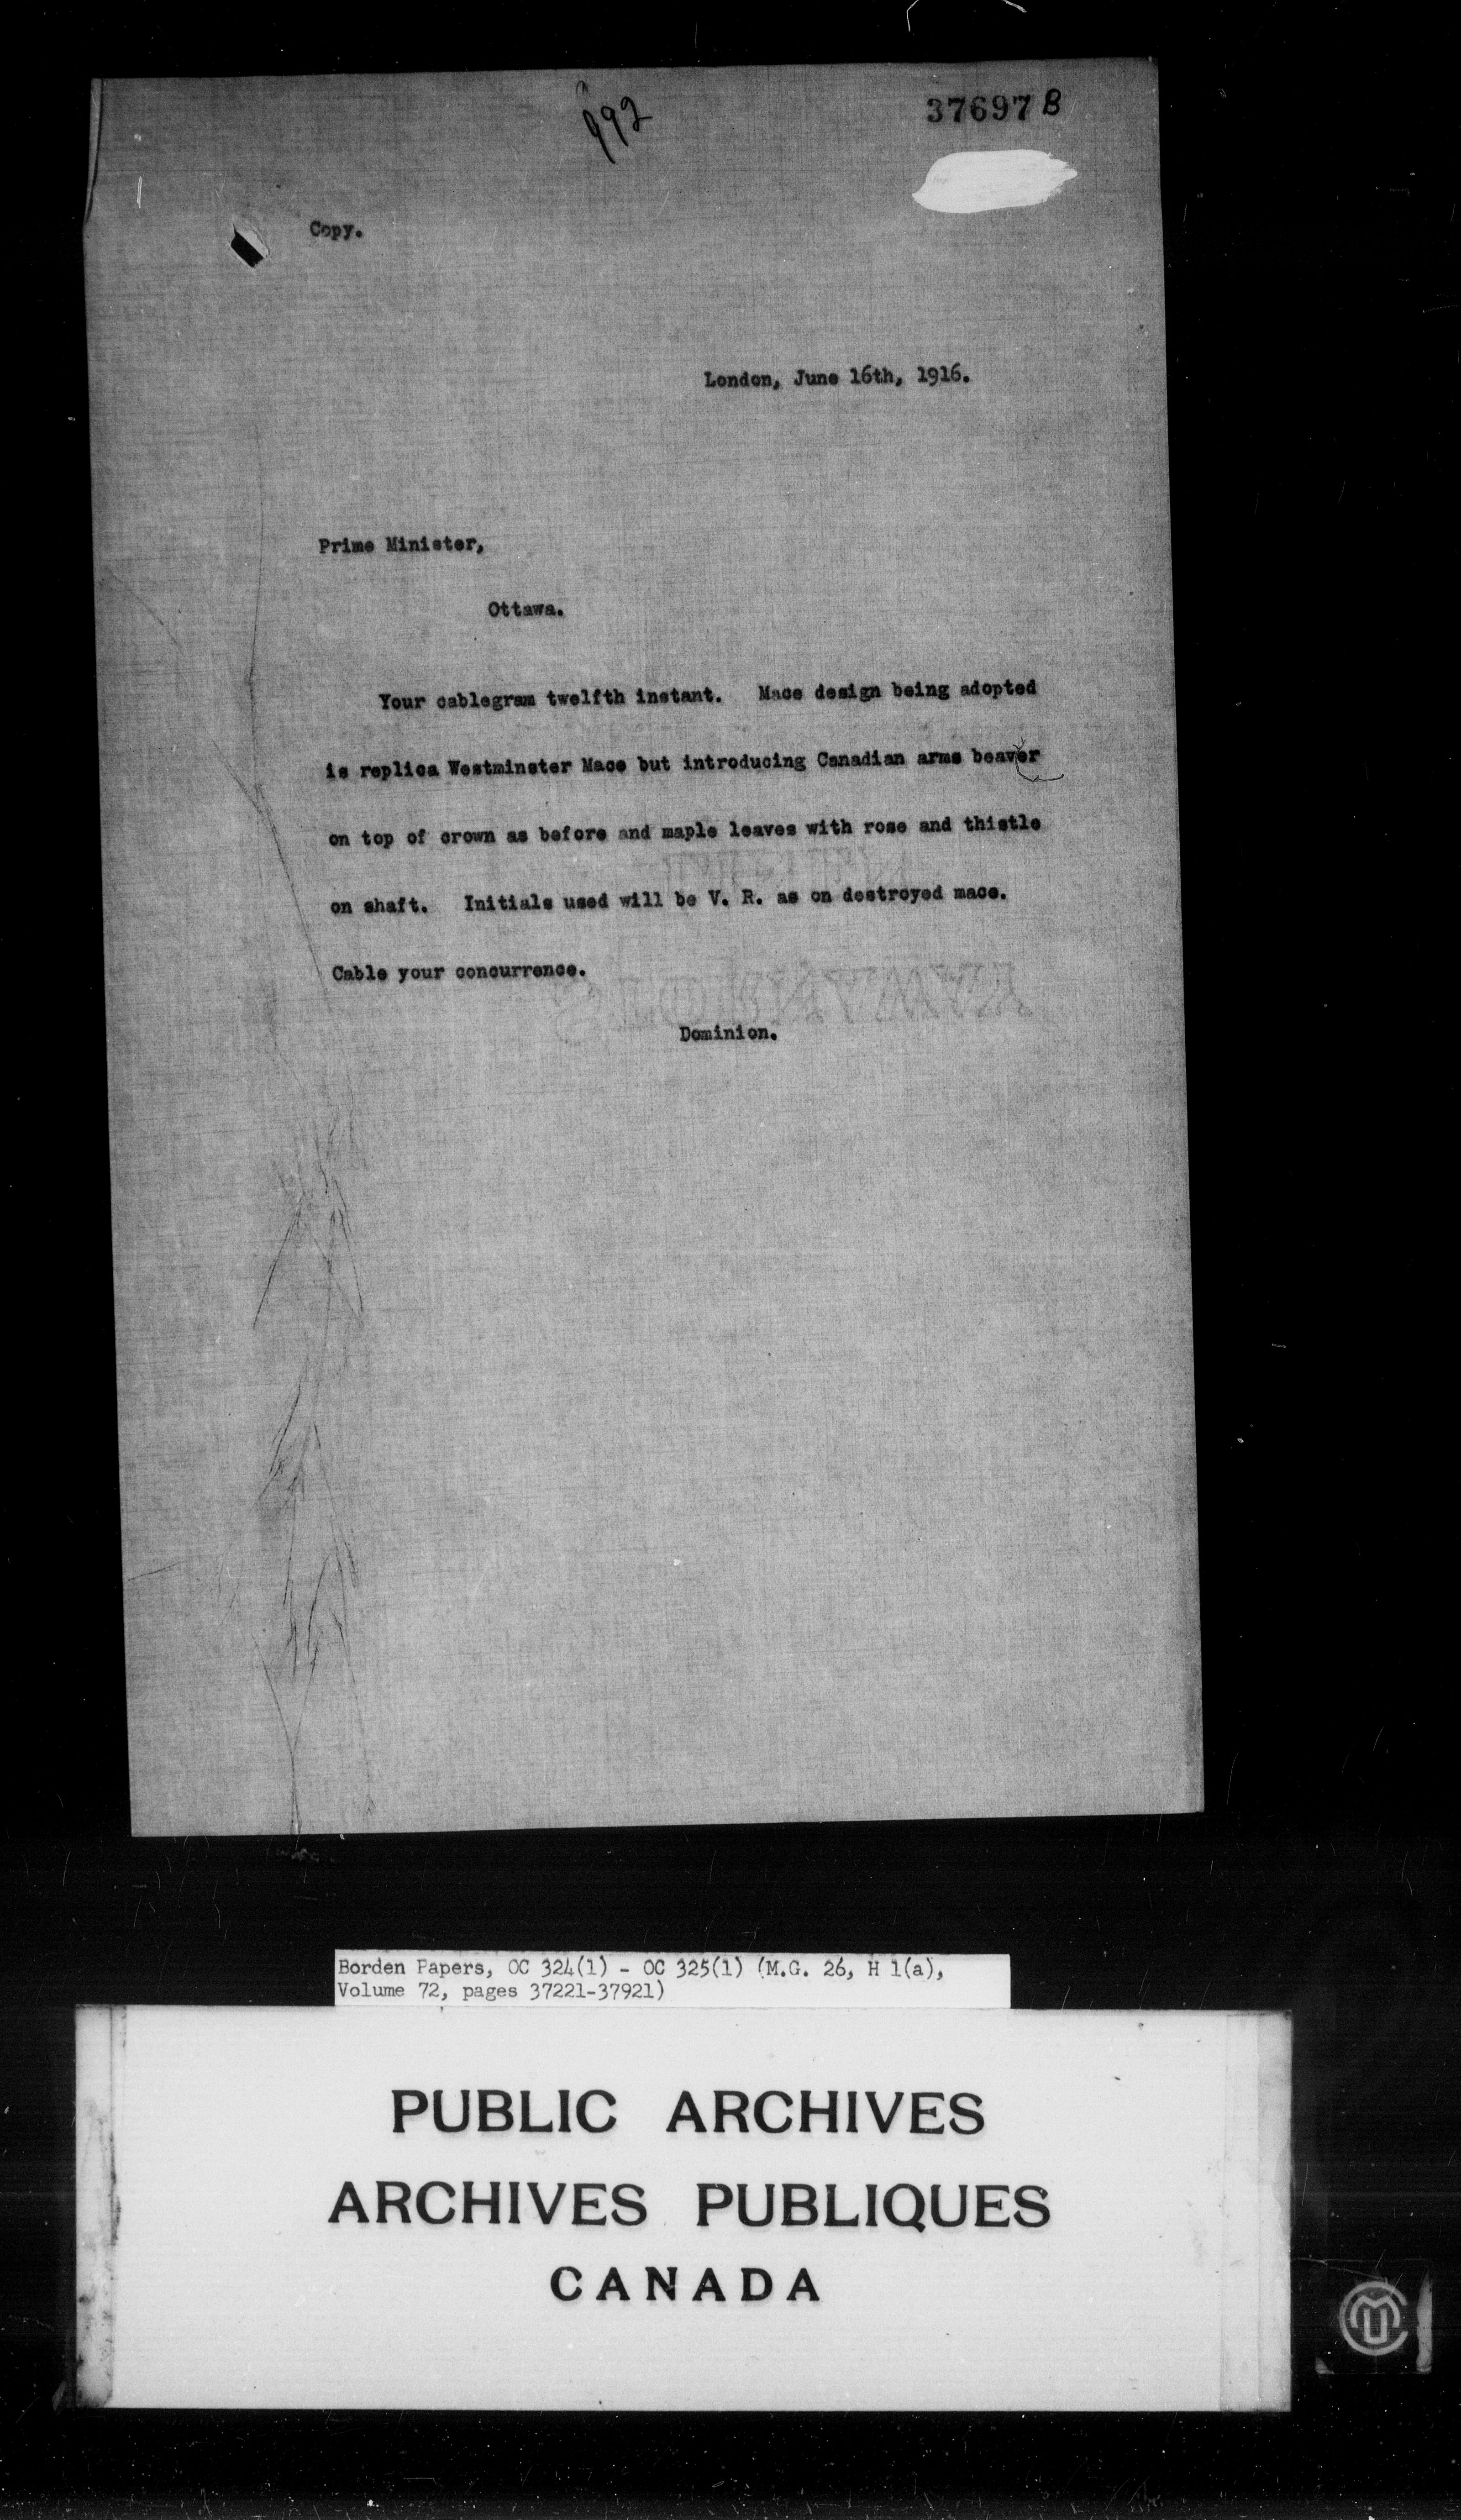 992
37697 B
Copy.
London, June 16th, 1916.
Prime Minister,
Ottawa.
Your cablegram twelfth instant. Mace design being adopted
is replica Westminster Mace but introducing Canadian arms beaver
on top of crown as before and maple leaves with rose and thistle
on shaft. Initials used will be V. R. as on destroyed mace.
Cable your concurrence.
Dominion.
Borden Papers, OC 324(1) - OC 325(1) (M.G. 26, H 1(a),
Volume 72, pages 37221-37921)
PUBLIC ARCHIVES
ARCHIVES PUBLIQUES
CANADA